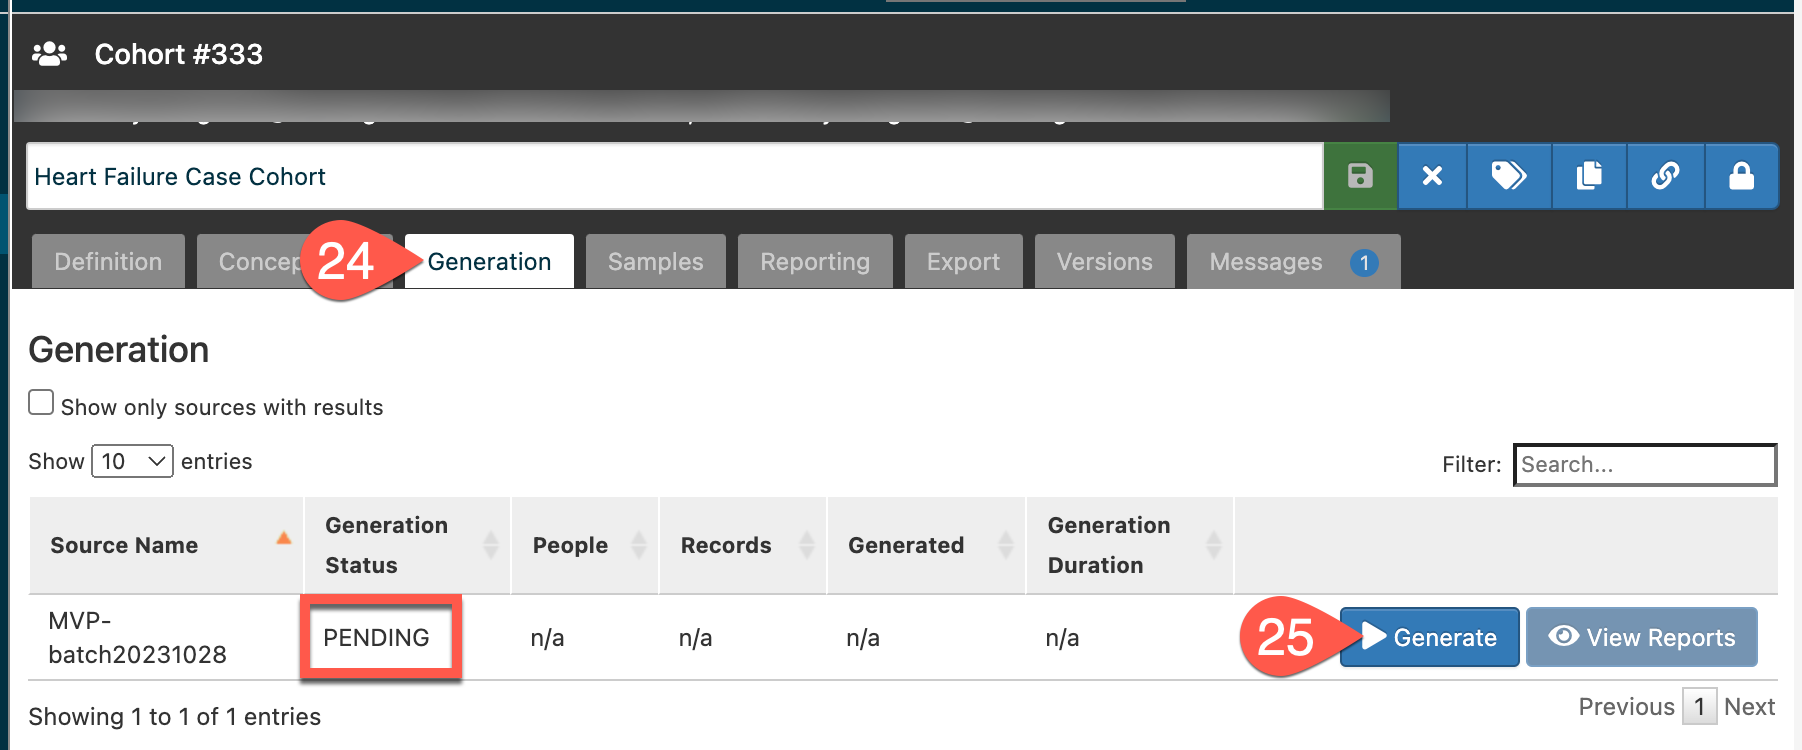 Cohort #333
Heart Failure Case Cohort
Definition
24
Generation
Samples
Reporting
Export
Versions
Messages 1
Generation
Show only sources with results
Show 10 entries
Filter: Search...
Source Name
Generation
Status
People
Records
Generated
Generation
Duration
MVP-
batch20231028
PENDING
n/a
n/a
n/a
n/a
25
Generate
View Reports
Showing 1 to 1 of 1 entries
Previous 1 Next